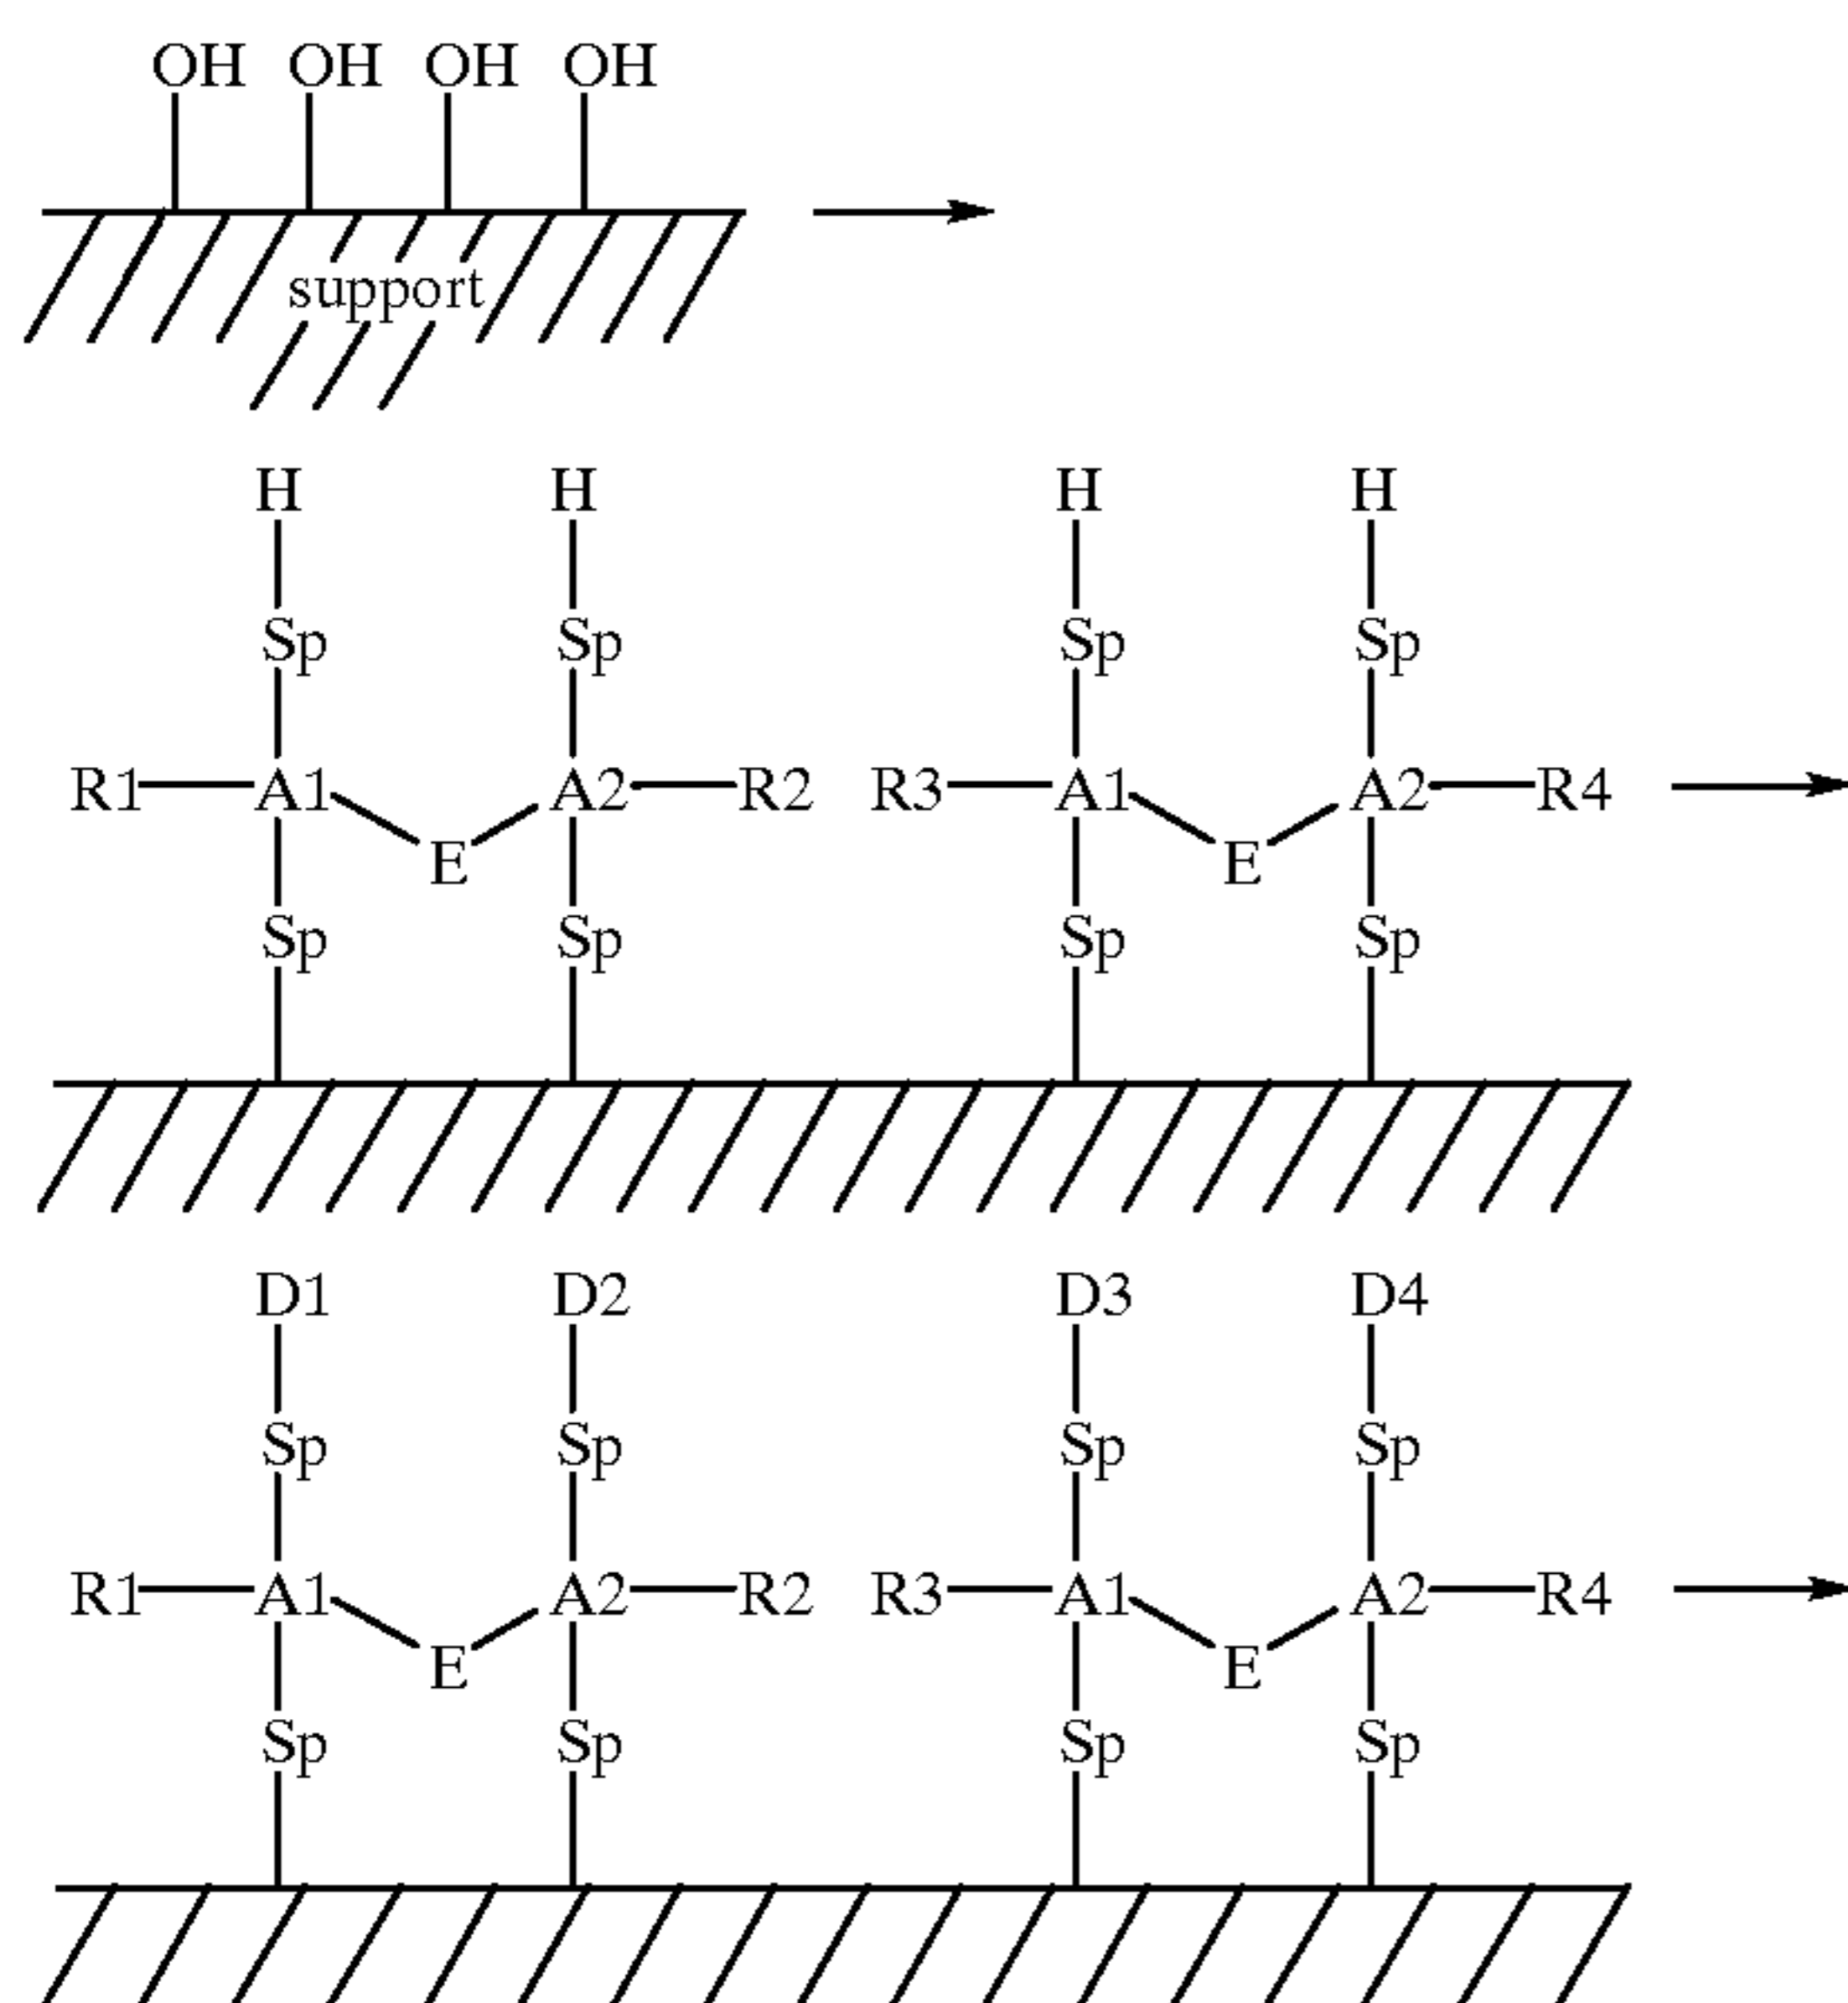 OH OH OH OH
support
H H H H
Sp Sp Sp Sp
R1 A1 A2 R2 R3 A1 A2 R4
E E
Sp Sp Sp Sp
D1 D2 D3 D4
Sp Sp Sp Sp
R1 A1 A2 R2 R3 A1 A2 R4
E E
Sp Sp Sp Sp